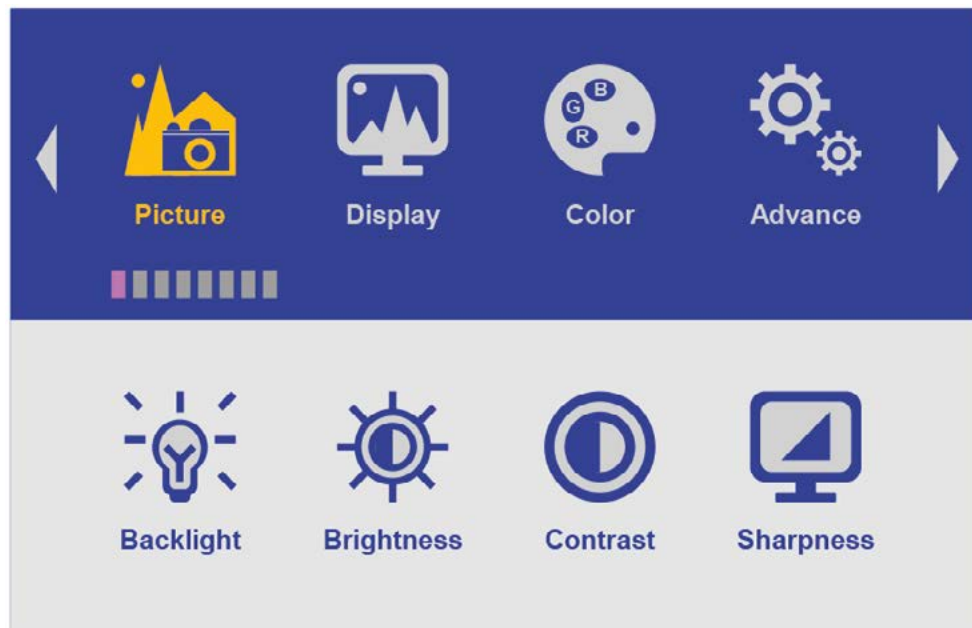 B
G
R
Picture Display Color Advance
Backlight Brightness Contrast Sharpness